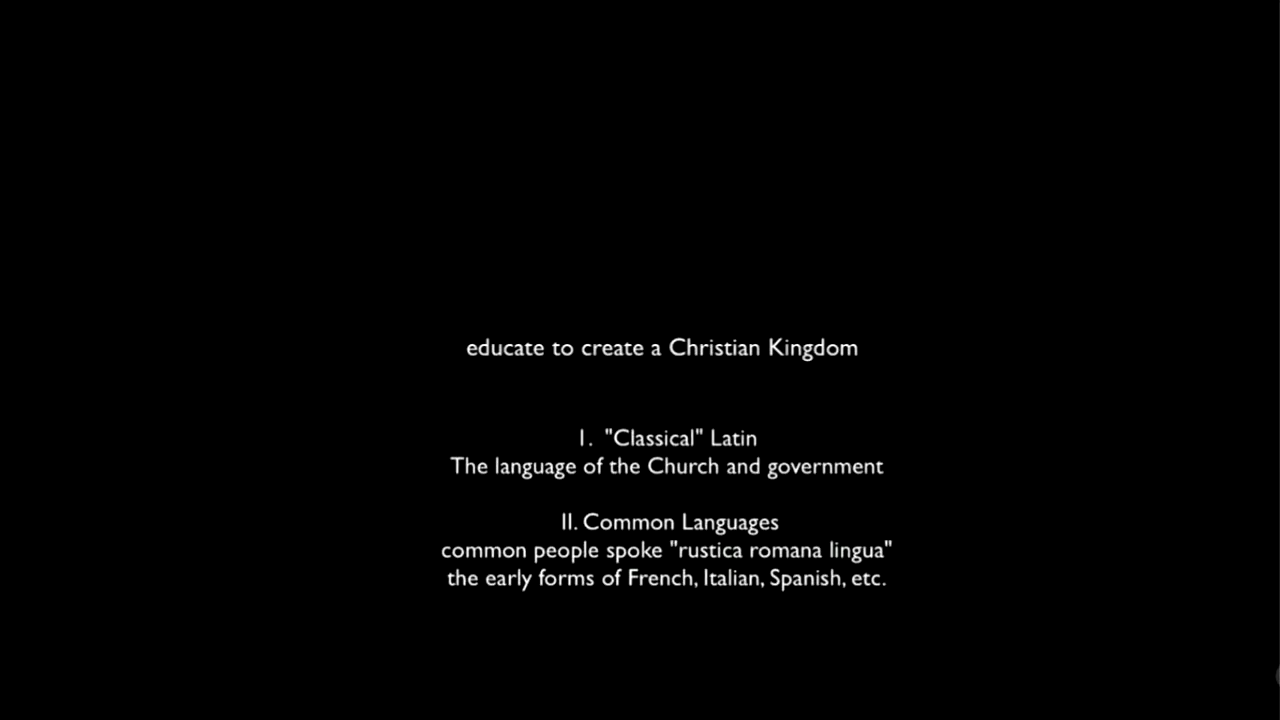 educate to create a Christian Kingdom
I. "Classical" Latin
The language of the Church and government
II. Common Languages
common people spoke "rustica romana lingua"
the early forms of French, Italian, Spanish, etc.